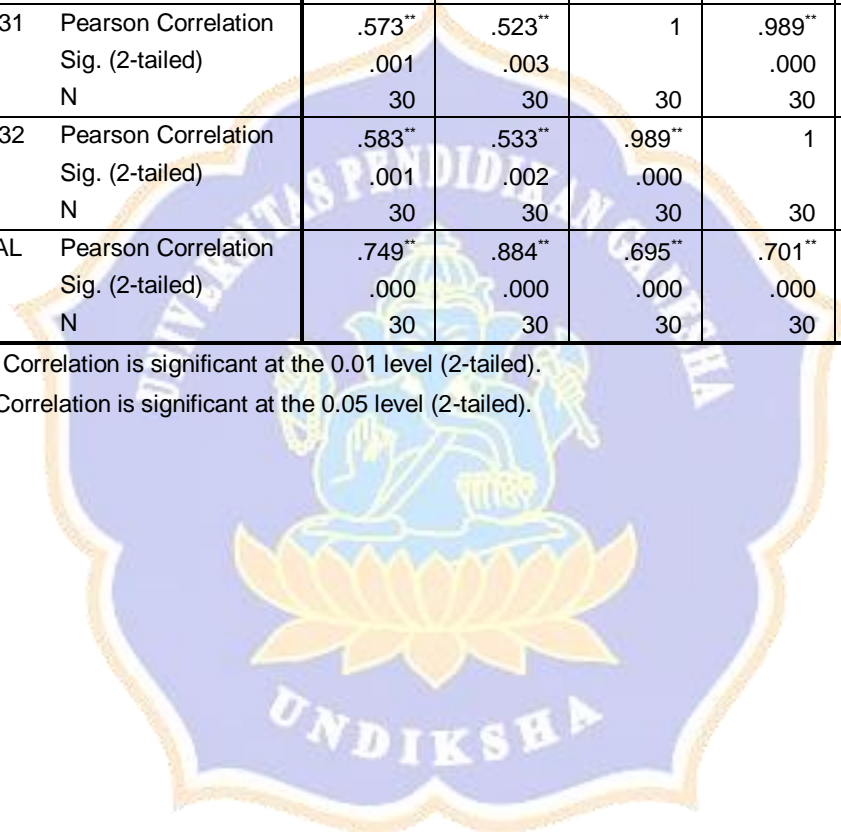 31 Pearson Correlation .573** .523** 1 .989**
Sig. (2-tailed) .001 .003 .000
N 30 30 30 30
32 Pearson Correlation .583** .533** .989** 1
Sig. (2-tailed) .001 .002 .000
N 30 30 30 30
AL Pearson Correlation .749** .884** .695** .701**
Sig. (2-tailed) .000 .000 .000 .000
N 30 30 30 30
Correlation is significant at the 0.01 level (2-tailed).
Correlation is significant at the 0.05 level (2-tailed).
UNIVERSITAS PENDIDIKAN GANESHA
UNDIKSHA